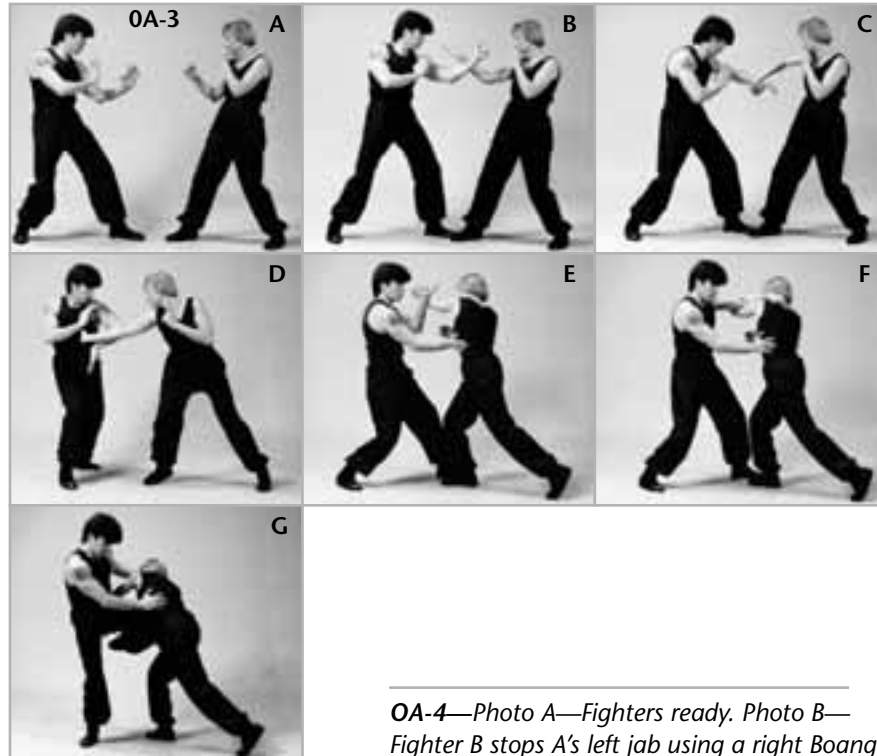 0A-3
A
B
C
D
E
F
G
OA-4—Photo A—Fighters ready. Photo B—
Fighter B stops A's left jab using a right Boang